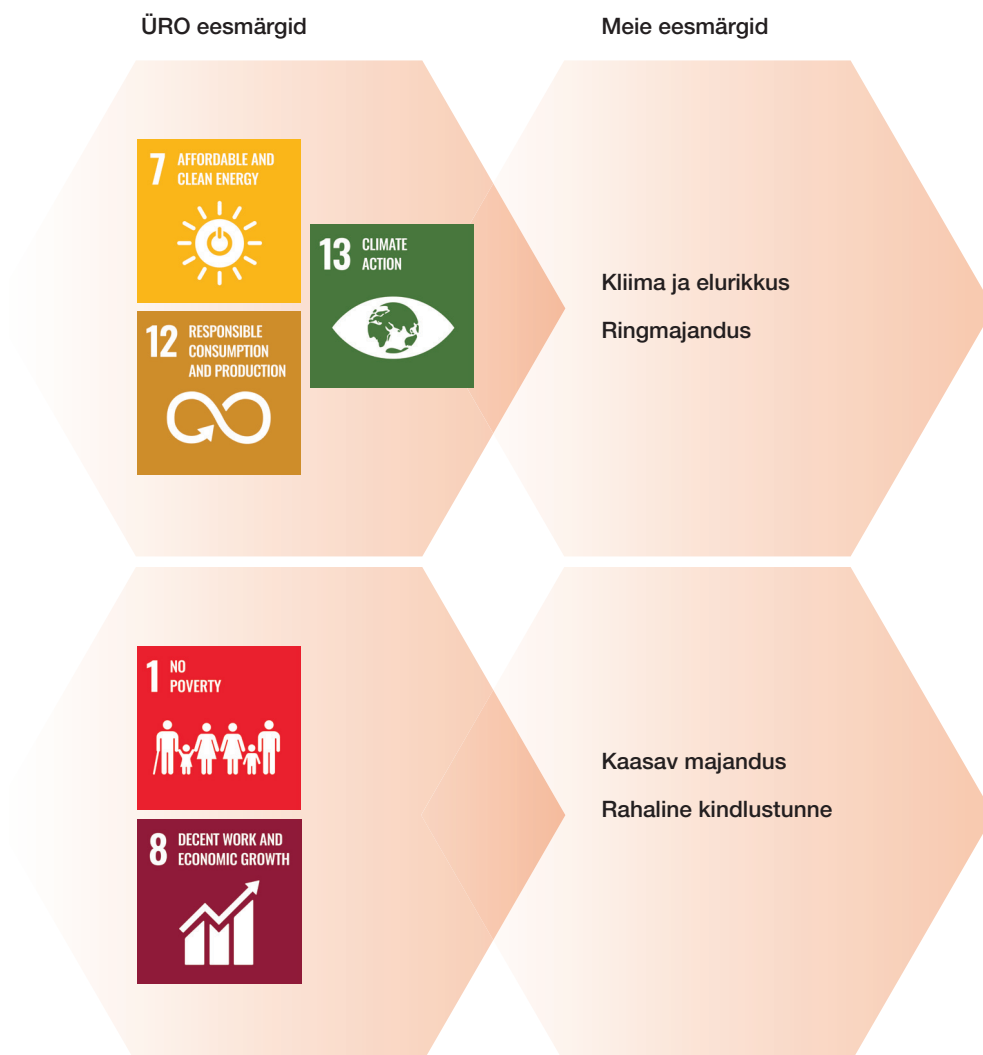 ÜRO eesmärgid
Meie eesmärgid
7 AFFORDABLE AND
CLEAN ENERGY
13 CLIMATE
ACTION
12 RESPONSIBLE
CONSUMPTION
AND PRODUCTION
Kliima ja elurikkus
Ringmajandus
1 NO
POVERTY
8 DECENT WORK AND
ECONOMIC GROWTH
Kaasav majandus
Rahaline kindlustunne